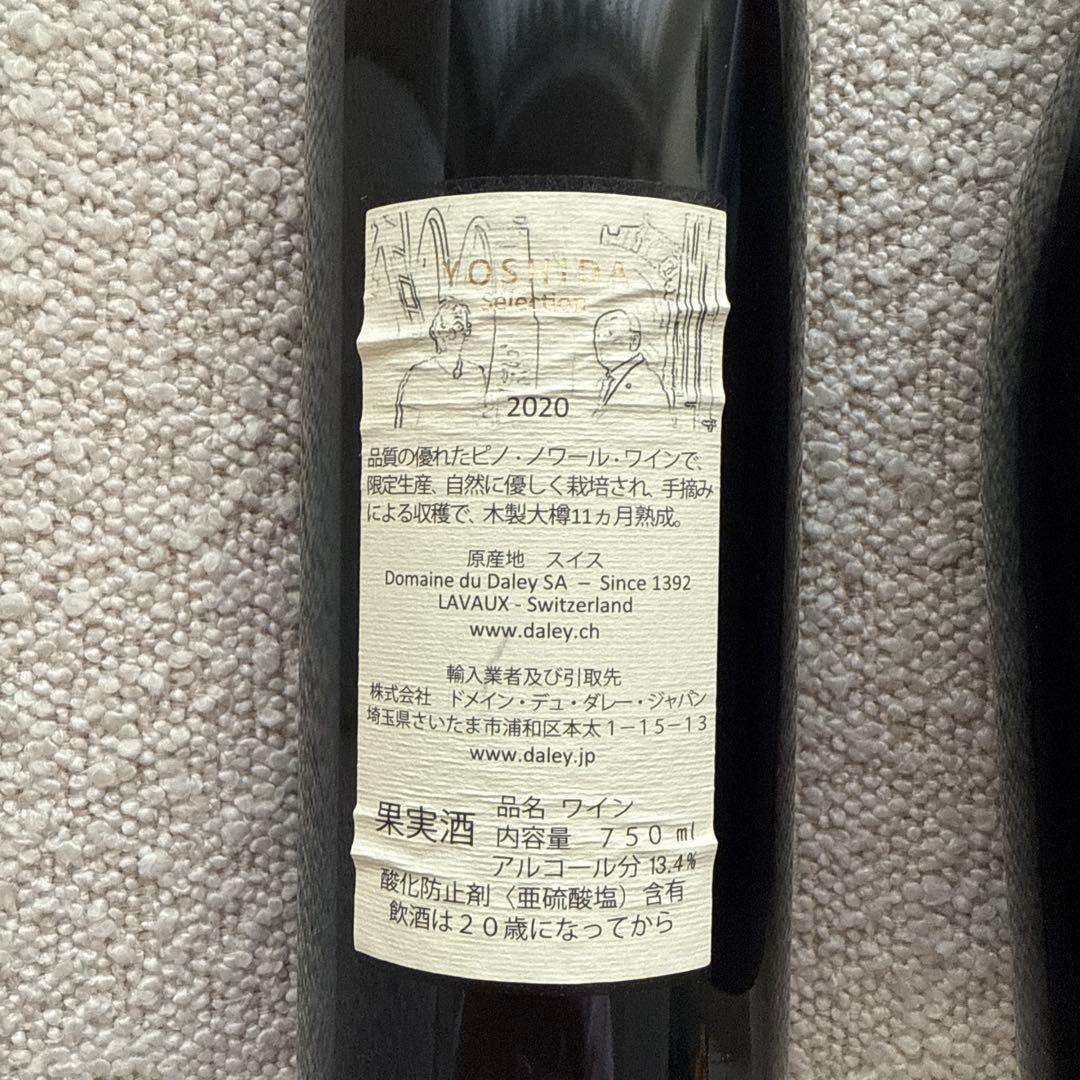 YOSHIDA
Selection
2020
品質の優れたピノ・ノワール・ワインで、
限定生産、自然に優しく栽培され、手摘み
による収穫で、木製大樽11ヵ月熟成。
原産地　スイス
Domaine du Daley SA – Since 1392
LAVAUX - Switzerland
www.daley.ch
輸入業者及び引取先
株式会社　ドメイン・デュ・ダレー・ジャパン
埼玉県さいたま市浦和区本太１－１５－１３
www.daley.jp
果実酒
品名 ワイン
内容量　７５０ ml
アルコール分 13.4%
酸化防止剤〈亜硫酸塩）含有
飲酒は２０歳になってから